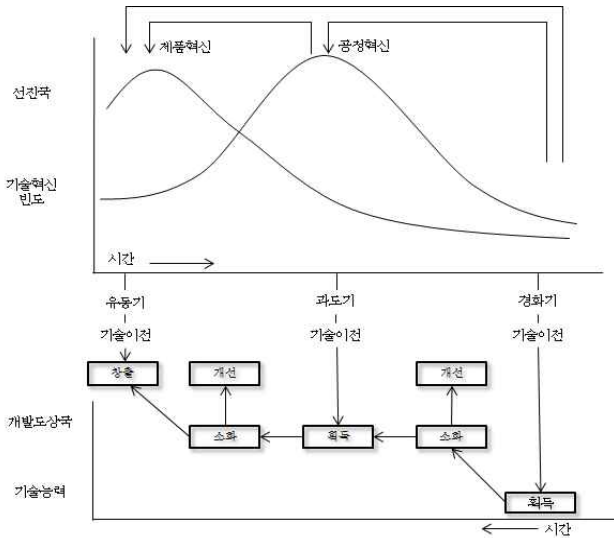 제품혁신
공정혁신
선진국
기술혁신
빈도
시간
유동기
과도기
경화기
기술이전
기술이전
기술이전
창출
개선
개선
개발도상국
소화
획득
소화
기술능력
획득
시간